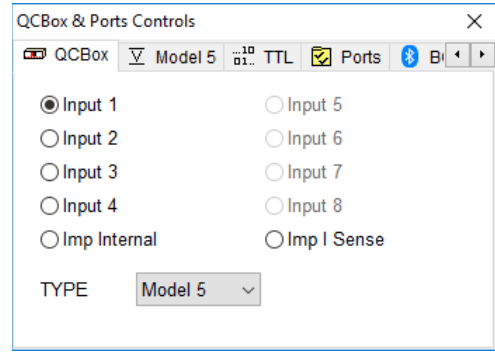 QCBox & Ports Controls
QCBox Model 5 TTL Ports
Input 1 Input 5
Input 2 Input 6
Input 3 Input 7
Input 4 Input 8
Imp Internal Imp I Sense
TYPE Model 5